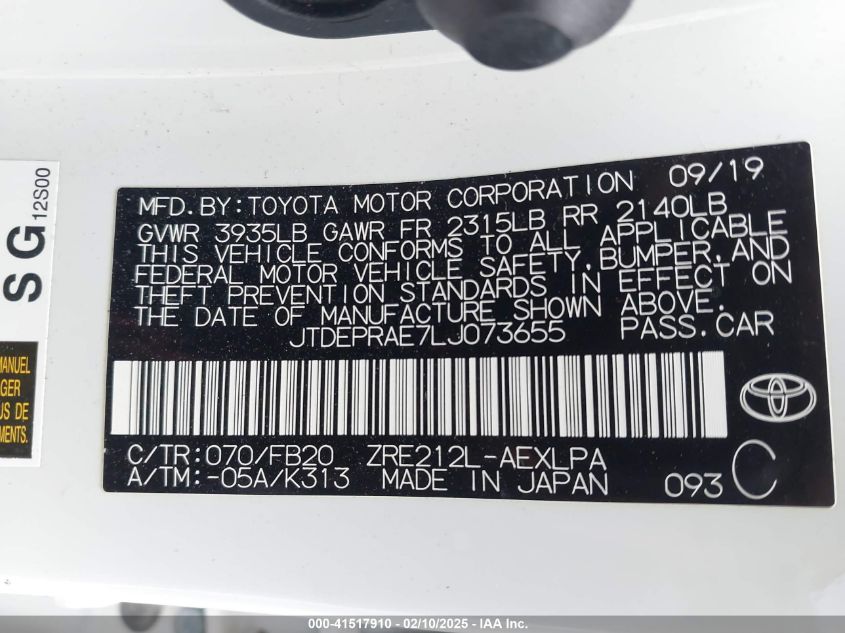 MFD.BY:TOYOTA MOTOR CORPORATION 09/19
GVWR 3935LB GAWR FR 2315LB RR 2140LB
THIS VEHICLE CONFORMS TO ALL APPLICABLE
FEDERAL MOTOR VEHICLE SAFETY,BUMPER,AND
THEFT PREVENTION STANDARDS IN EFFECT ON
THE DATE OF MANUFACTURE SHOWN ABOVE.
JTDEPRAE7LJ073655 PASS.CAR
C/TR:070/FB20 ZRE212L-AEXLPA
A/TM:-05A/K313 MADE IN JAPAN 093 C
SG
12S00
MANUEL
GER
US DE
MENTS.
000-41517910 | 02/10/2025 | IAA Inc.